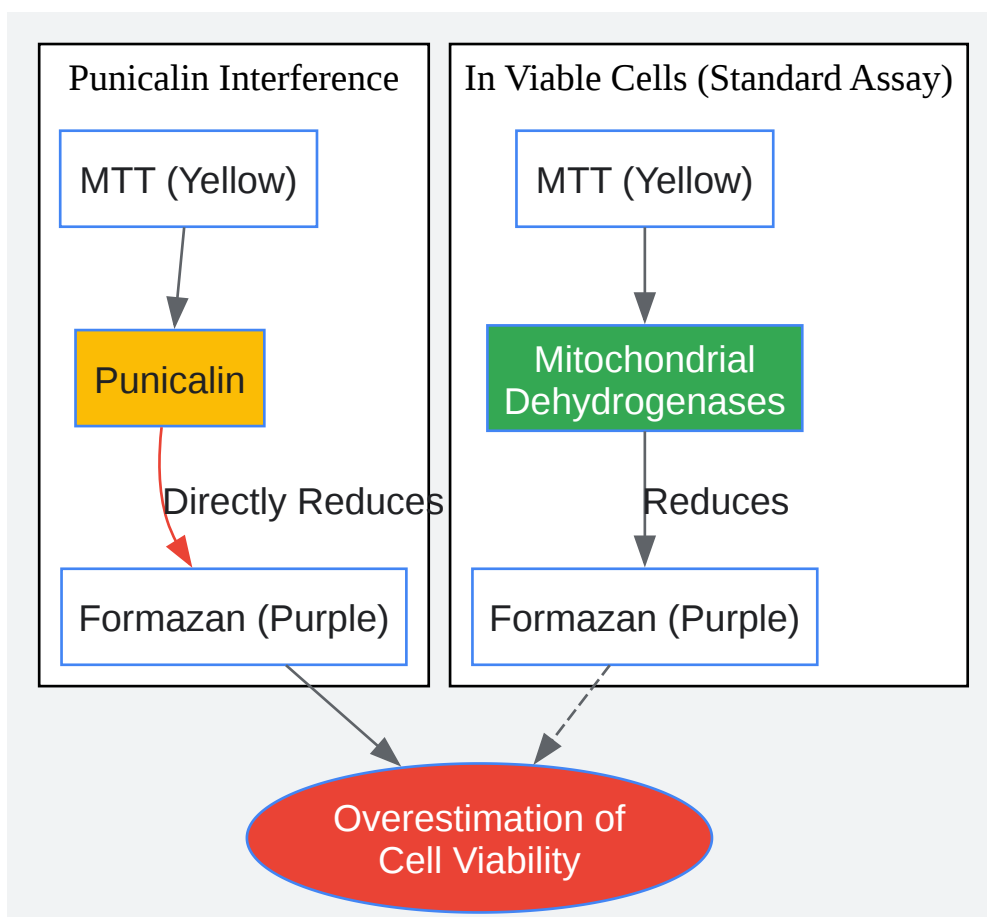 Punicalin Interference
MTT (Yellow)
Punicalin
Directly Reduces
Formazan (Purple)
In Viable Cells (Standard Assay)
MTT (Yellow)
Mitochondrial
Dehydrogenases
Reduces
Formazan (Purple)
Overestimation of
Cell Viability